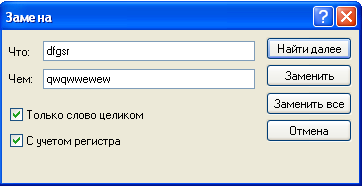 Замена
Что: dfgsr
Найти далее
Чем: qwqwwewew
Заменить
Только слово целиком
Заменить все
С учетом регистра
Отмена